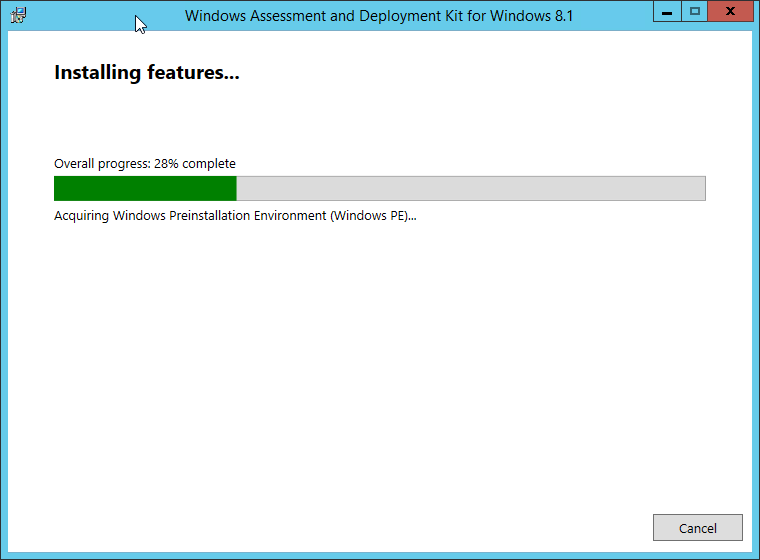 Windows Assessment and Deployment Kit for Windows 8.1
Installing features...
Overall progress: 28% complete
Acquiring Windows Preinstallation Environment (Windows PE)...
Cancel